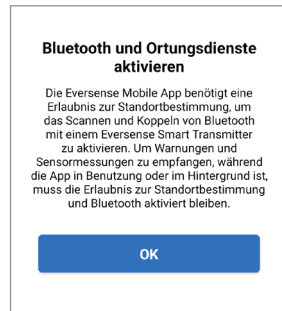 Bluetooth und Ortungsdienste
aktivieren
Die Eversense Mobile App benötigt eine
Erlaubnis zur Standortbestimmung, um
das Scannen und Koppeln von Bluetooth
mit einem Eversense Smart Transmitter
zu aktivieren. Um Warnungen und
Sensormessungen zu empfangen, während
die App in Benutzung oder im Hintergrund ist,
muss die Erlaubnis zur Standortbestimmung
und Bluetooth aktiviert bleiben.
OK